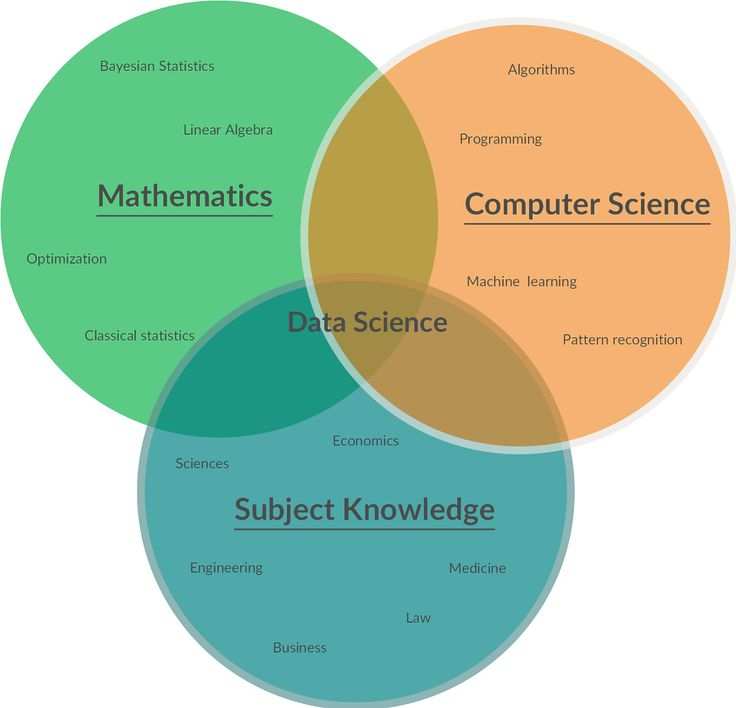 Bayesian Statistics
Linear Algebra
Mathematics
Optimization
Classical statistics
Algorithms
Programming
Computer Science
Machine learning
Pattern recognition
Data Science
Economics
Sciences
Subject Knowledge
Engineering
Medicine
Law
Business